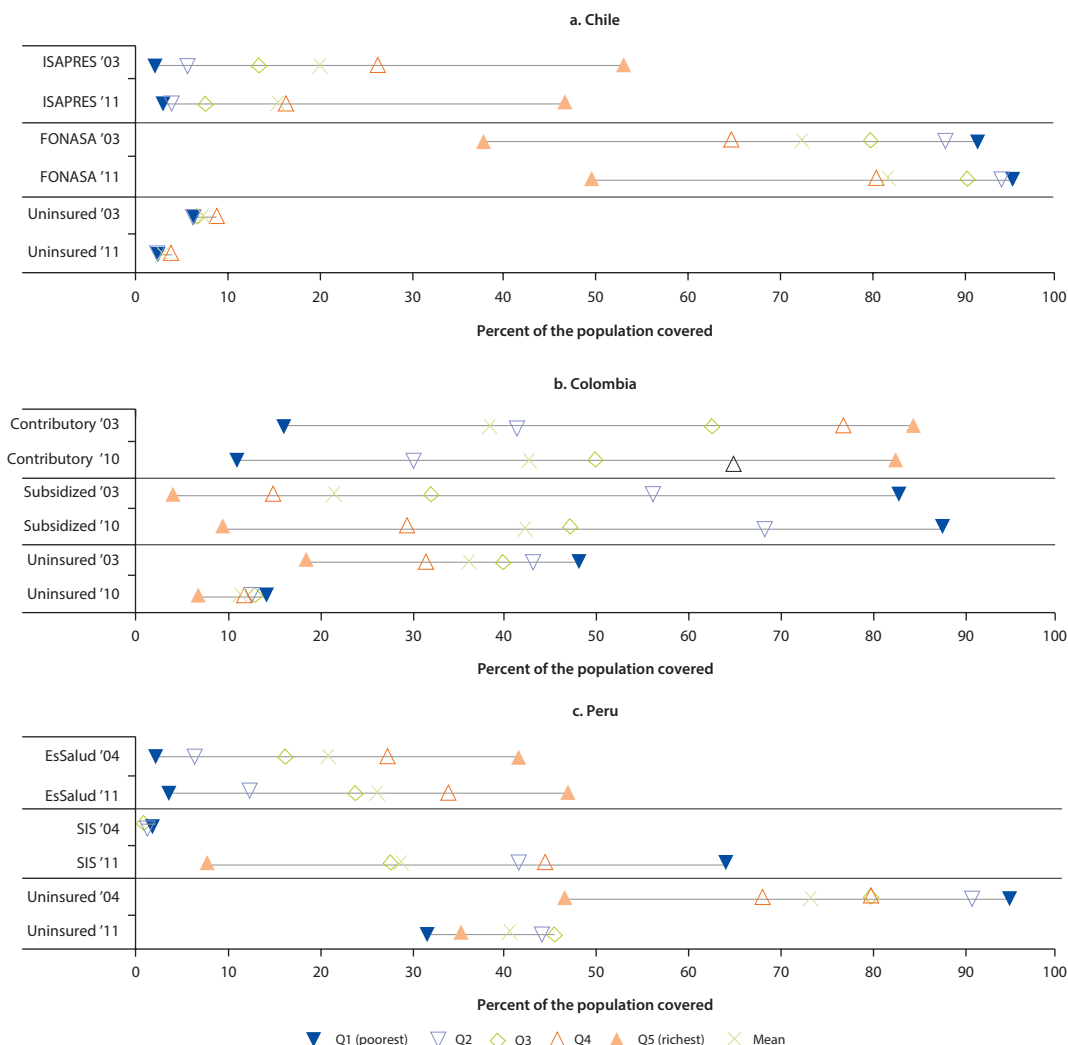 a. Chile
ISAPRES ’03
ISAPRES ’11
FONASA ’03
FONASA ’11
Uninsured ’03
Uninsured ’11
0 10 20 30 40 50 60 70 80 90 100
Percent of the population covered
b. Colombia
Contributory ’03
Contributory ’10
Subsidized ’03
Subsidized ’10
Uninsured ’03
Uninsured ’10
0 10 20 30 40 50 60 70 80 90 100
Percent of the population covered
c. Peru
EsSalud ’04
EsSalud ’11
SIS ’04
SIS ’11
Uninsured ’04
Uninsured ’11
0 10 20 30 40 50 60 70 80 90 100
Percent of the population covered
Q1 (poorest) Q2 Q3 Q4 Q5 (richest) Mean